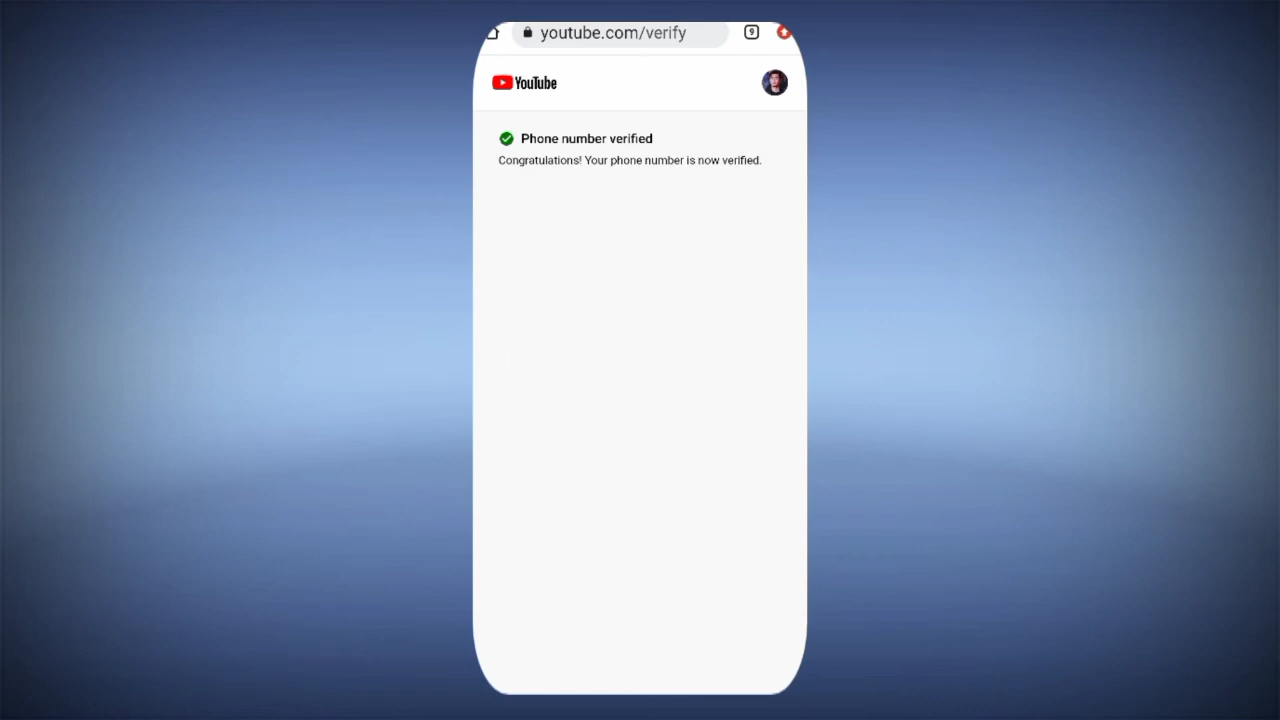 youtube.com/verify
9
YouTube
Phone number verified
Congratulations! Your phone number is now verified.